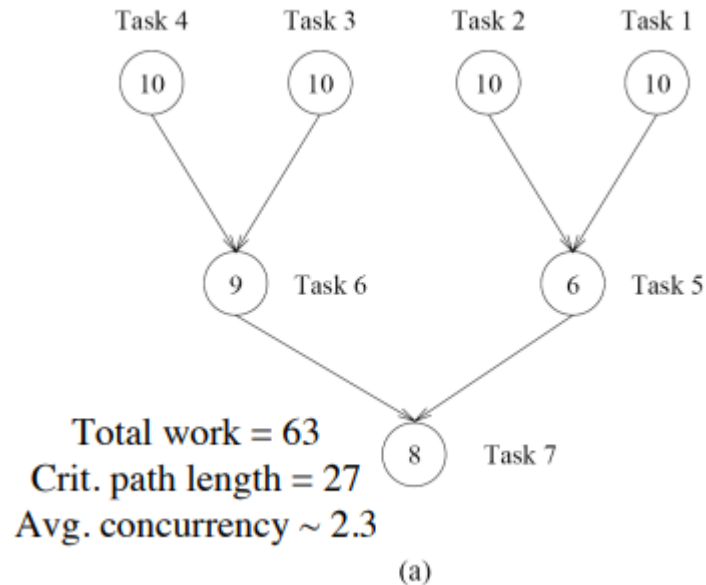 Task 4 Task 3 Task 2 Task 1
10 10 10 10
9 Task 6 6 Task 5
Total work = 63
8 Task 7
Crit. path length = 27
Avg. concurrency ~ 2.3
(a)